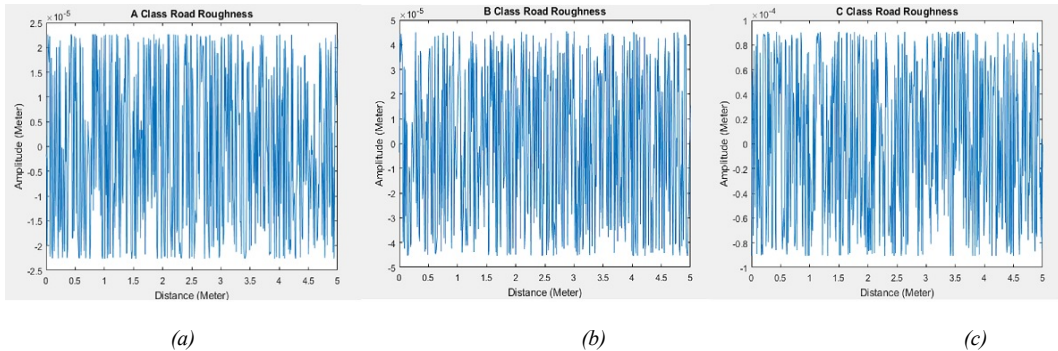 A Class Road Roughness
×10⁻⁵
2.5
2
1.5
1
0.5
0
-0.5
-1
-1.5
-2
-2.5
Amplitude (Meter)
0 0.5 1 1.5 2 2.5 3 3.5 4 4.5 5
Distance (Meter)
(a)
B Class Road Roughness
×10⁻⁵
5
4
3
2
1
0
-1
-2
-3
-4
-5
Amplitude (Meter)
0 0.5 1 1.5 2 2.5 3 3.5 4 4.5 5
Distance (Meter)
(b)
C Class Road Roughness
×10⁻⁴
1
0.8
0.6
0.4
0.2
0
-0.2
-0.4
-0.6
-0.8
-1
Amplitude (Meter)
0 0.5 1 1.5 2 2.5 3 3.5 4 4.5 5
Distance (Meter)
(c)